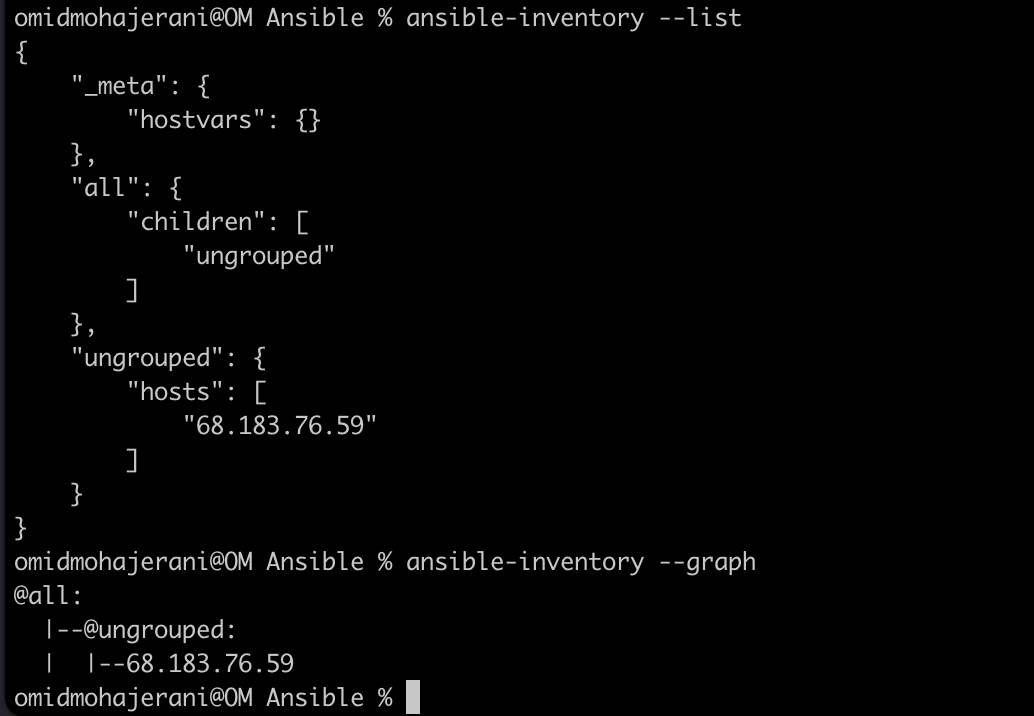 omidmohajerani@OM Ansible % ansible-inventory --list
{
    "_meta": {
        "hostvars": {}
    },
    "all": {
        "children": [
            "ungrouped"
        ]
    },
    "ungrouped": {
        "hosts": [
            "68.183.76.59"
        ]
    }
}
omidmohajerani@OM Ansible % ansible-inventory --graph
@all:
  |--@ungrouped:
  |  |--68.183.76.59
omidmohajerani@OM Ansible %